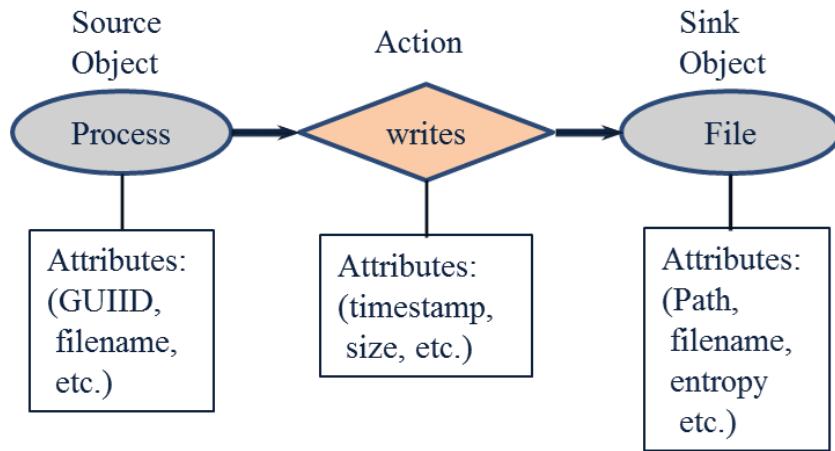 Source
Object
Action
Sink
Object
Process
writes
File
Attributes:
(GUIID,
filename,
etc.)
Attributes:
(timestamp,
size, etc.)
Attributes:
(Path,
filename,
entropy
etc.)